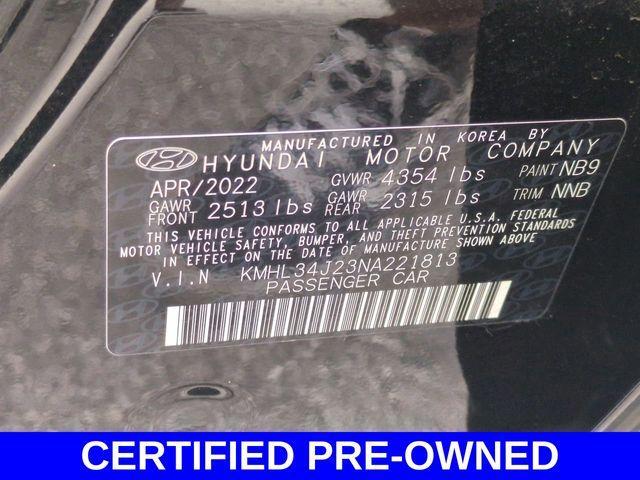 MANUFACTURED IN KOREA BY
HYUNDAI MOTOR COMPANY
APR/2022 GVWR 4354 lbs PAINT NB9
GAWR FRONT 2513 lbs GAWR REAR 2315 lbs TRIM NNB
THIS VEHICLE CONFORMS TO ALL APPLICABLE U.S.A. FEDERAL
MOTOR VEHICLE SAFETY, BUMPER, AND THEFT PREVENTION STANDARDS
IN EFFECT ON THE DATE OF MANUFACTURE SHOWN ABOVE
V.I.N KMHL34J23NA221813
PASSENGER CAR
CERTIFIED PRE-OWNED